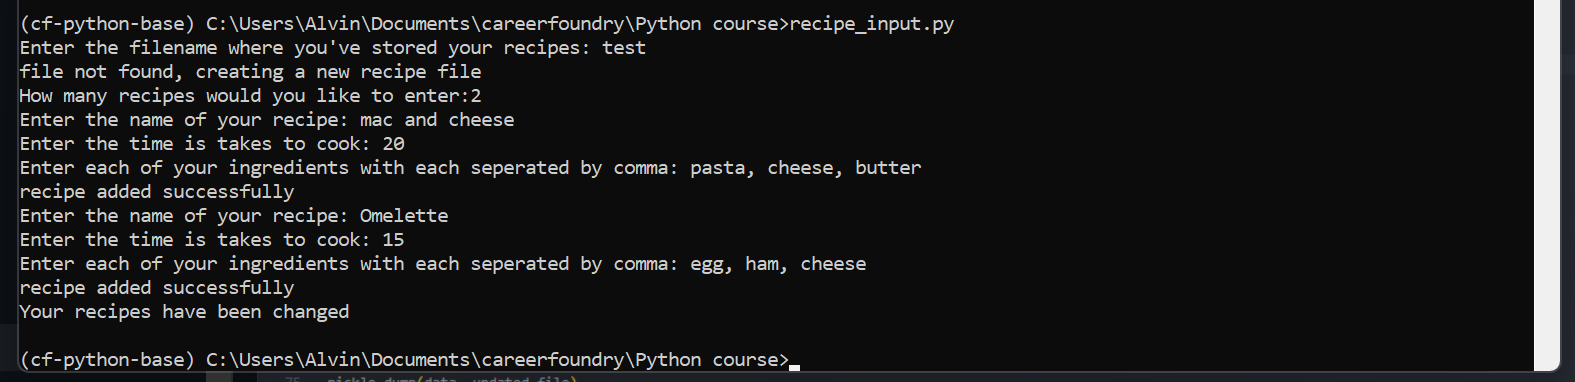 (cf-python-base) C:\Users\Alvin\Documents\careerfoundry\Python course>recipe_input.py
Enter the filename where you've stored your recipes: test
file not found, creating a new recipe file
How many recipes would you like to enter:2
Enter the name of your recipe: mac and cheese
Enter the time is takes to cook: 20
Enter each of your ingredients with each seperated by comma: pasta, cheese, butter
recipe added successfully
Enter the name of your recipe: Omelette
Enter the time is takes to cook: 15
Enter each of your ingredients with each seperated by comma: egg, ham, cheese
recipe added successfully
Your recipes have been changed
(cf-python-base) C:\Users\Alvin\Documents\careerfoundry\Python course>
75 pickle.dump(data, updated_file)